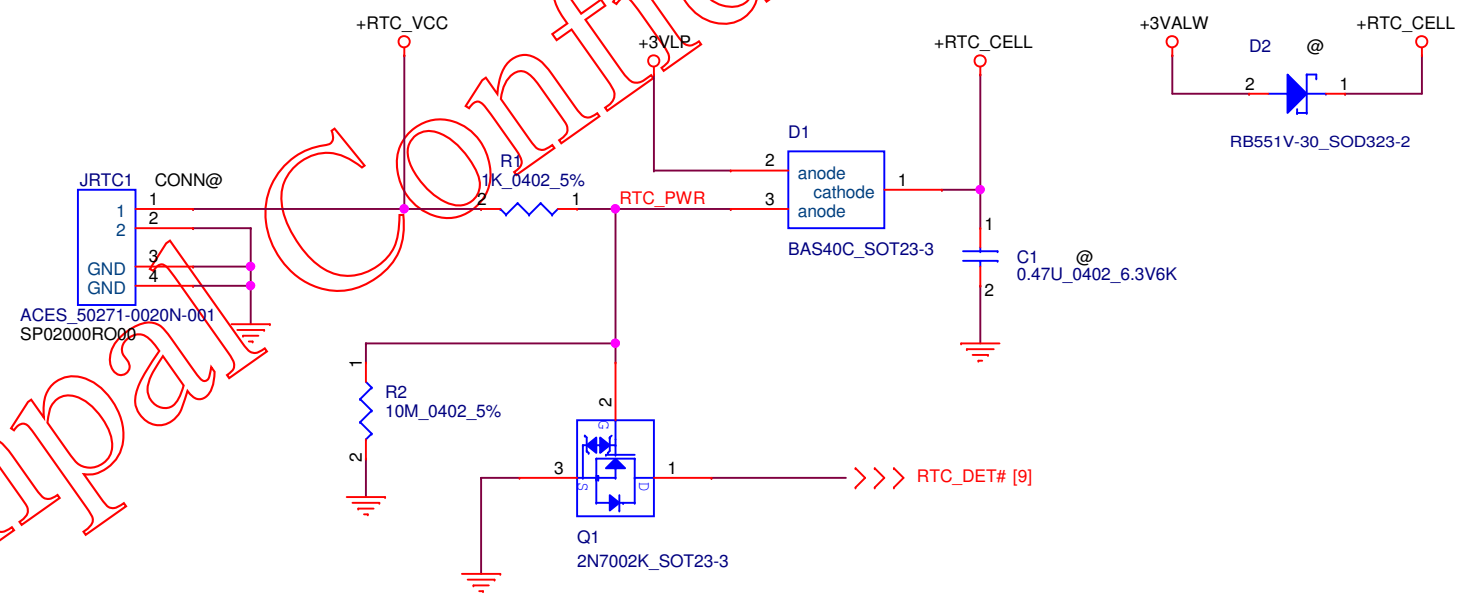 +RTC_VCC
+3VLP
+RTC_CELL
+3VALW
+RTC_CELL
D2 @
2 1
RB551V-30_SOD323-2
D1
2 anode
cathode 1
3 anode
BAS40C_SOT23-3
R1
1K_0402_5%
2 1
RTC_PWR
JRTC1 CONN@
1 1
2 2
GND 3
GND 4
ACES_50271-0020N-001
SP02000RO00
1
C1 @
0.47U_0402_6.3V6K
2
1
R2
10M_0402_5%
2
2
G
3 S D 1
RTC_DET# [9]
Q1
2N7002K_SOT23-3
mpal Confide